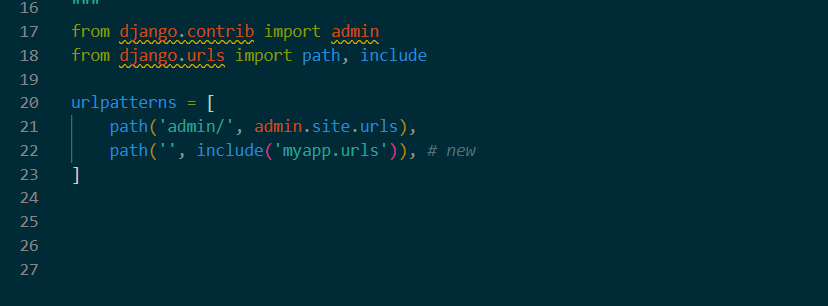 16 """
17 from django.contrib import admin
18 from django.urls import path, include
19
20 urlpatterns = [
21     path('admin/', admin.site.urls),
22     path('', include('myapp.urls')), # new
23 ]
24
25
26
27